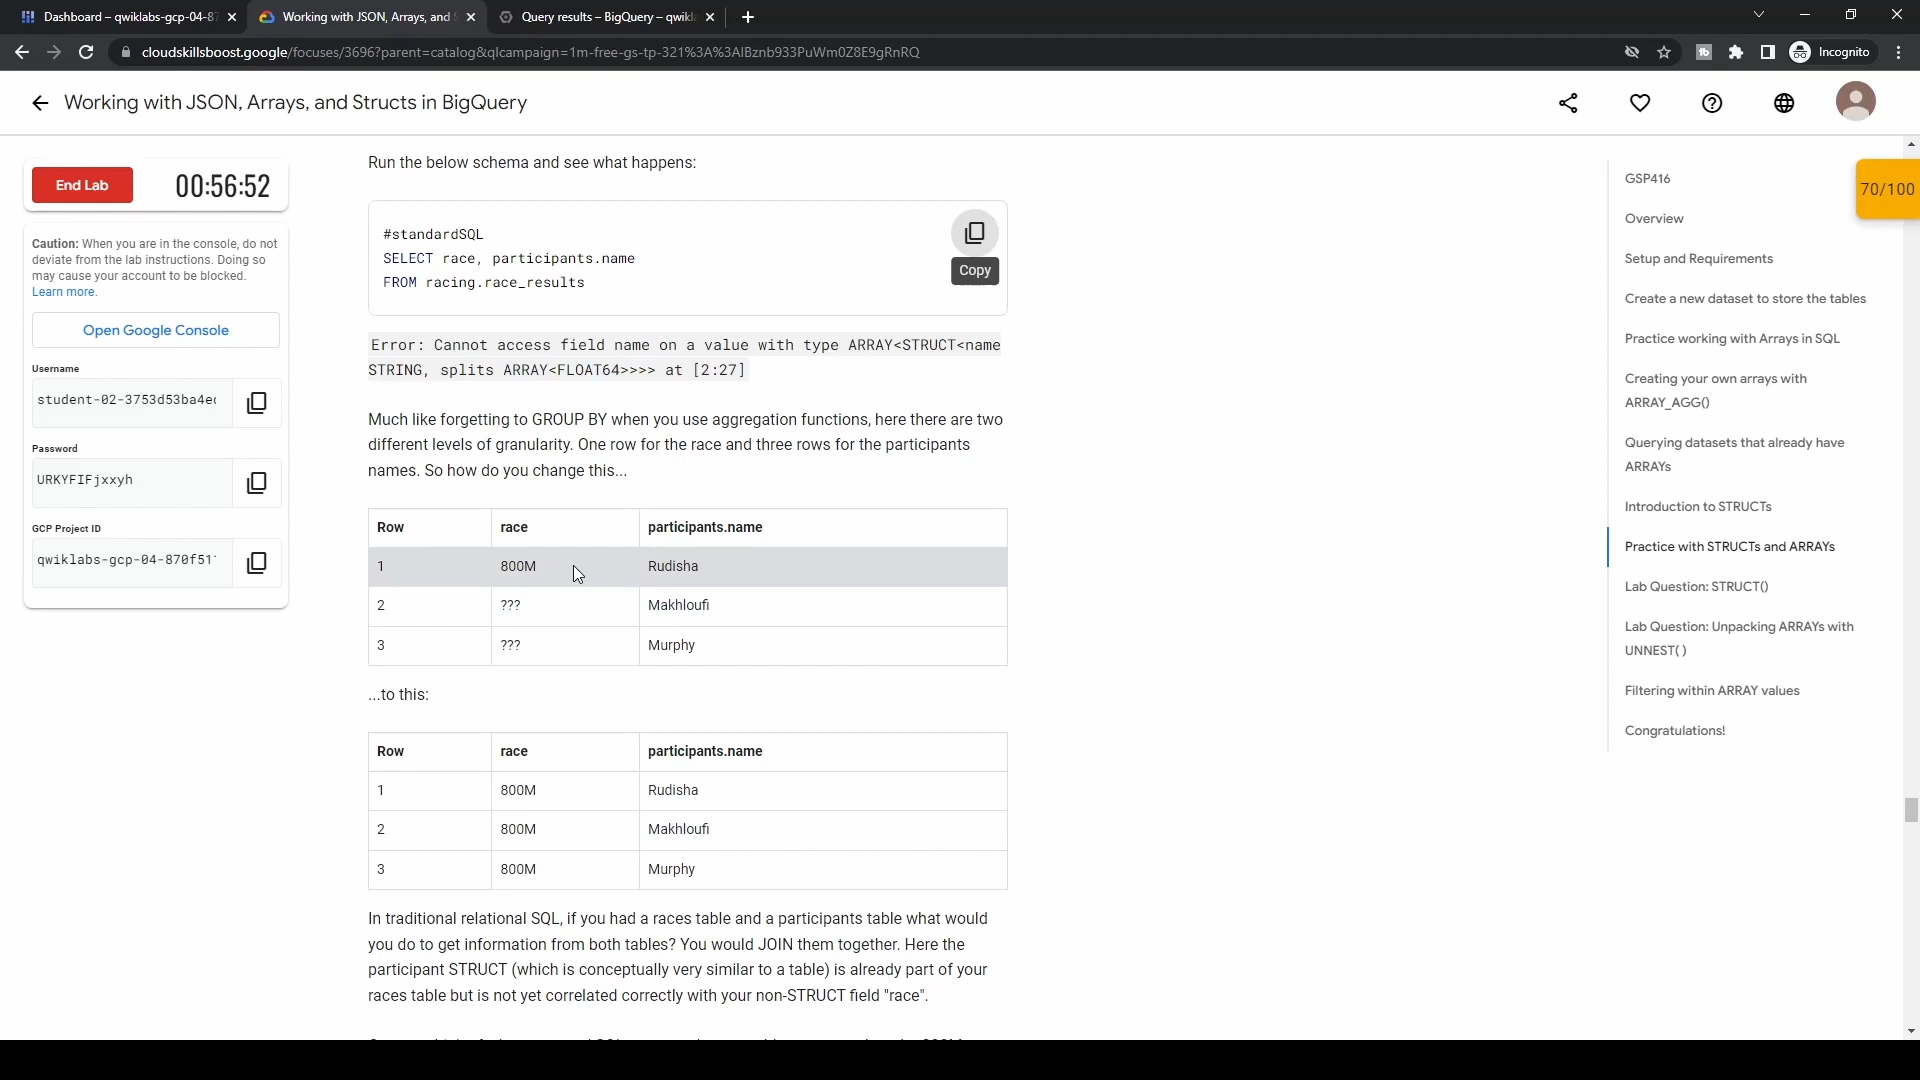 Dashboard – qwiklabs-gcp-04-87
Working with JSON, Arrays, and S
Query results – BigQuery – qwikl
cloudskillsboost.google/focuses/3696?parent=catalog&qlcampaign=1m-free-gs-tp-321%3A%3AIBznb933PuWm0Z8E9gRnRQ
Incognito
Working with JSON, Arrays, and Structs in BigQuery
End Lab
00:56:52
Caution: When you are in the console, do not
deviate from the lab instructions. Doing so
may cause your account to be blocked.
Learn more.
Open Google Console
Username
student-02-3753d53ba4ec
Password
URKYFIFjxxyh
GCP Project ID
qwiklabs-gcp-04-870f51
Run the below schema and see what happens:
#standardSQL
SELECT race, participants.name
FROM racing.race_results
Copy
Error: Cannot access field name on a value with type ARRAY<STRUCT<name
STRING, splits ARRAY<FLOAT64>>>> at [2:27]
Much like forgetting to GROUP BY when you use aggregation functions, here there are two
different levels of granularity. One row for the race and three rows for the participants
names. So how do you change this...
Row race participants.name
1 800M Rudisha
2 ??? Makhloufi
3 ??? Murphy
...to this:
Row race participants.name
1 800M Rudisha
2 800M Makhloufi
3 800M Murphy
In traditional relational SQL, if you had a races table and a participants table what would
you do to get information from both tables? You would JOIN them together. Here the
participant STRUCT (which is conceptually very similar to a table) is already part of your
races table but is not yet correlated correctly with your non-STRUCT field "race".
GSP416
Overview
Setup and Requirements
Create a new dataset to store the tables
Practice working with Arrays in SQL
Creating your own arrays with
ARRAY_AGG()
Querying datasets that already have
ARRAYs
Introduction to STRUCTs
Practice with STRUCTs and ARRAYs
Lab Question: STRUCT()
Lab Question: Unpacking ARRAYs with
UNNEST( )
Filtering within ARRAY values
Congratulations!
70/100